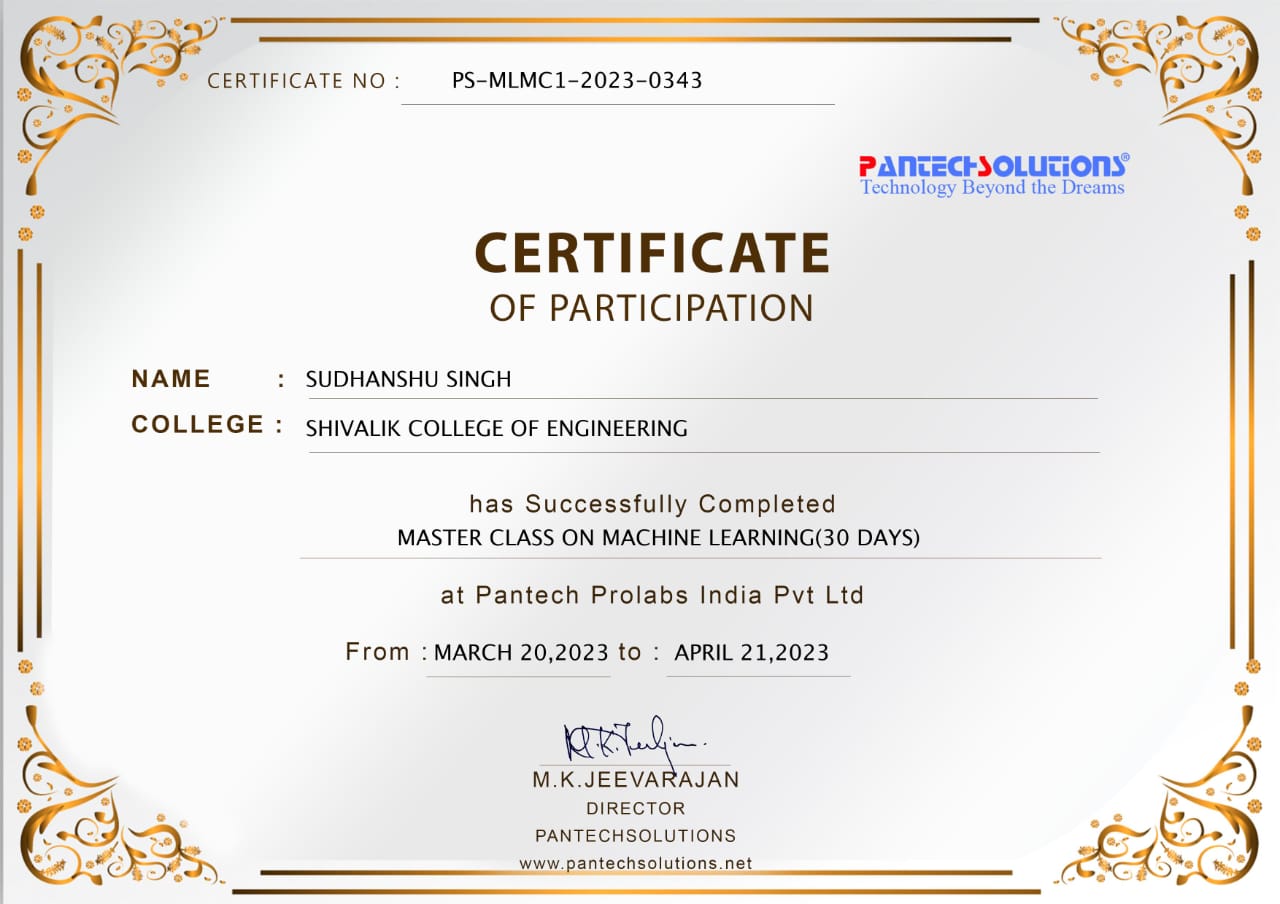 CERTIFICATE NO : PS-MLMC1-2023-0343
PANTECHSOLUTIONS®
Technology Beyond the Dreams
CERTIFICATE
OF PARTICIPATION
NAME : SUDHANSHU SINGH
COLLEGE : SHIVALIK COLLEGE OF ENGINEERING
has Successfully Completed
MASTER CLASS ON MACHINE LEARNING(30 DAYS)
at Pantech Prolabs India Pvt Ltd
From : MARCH 20,2023 to : APRIL 21,2023
M.K.JEEVARAJAN
DIRECTOR
PANTECHSOLUTIONS
www.pantechsolutions.net